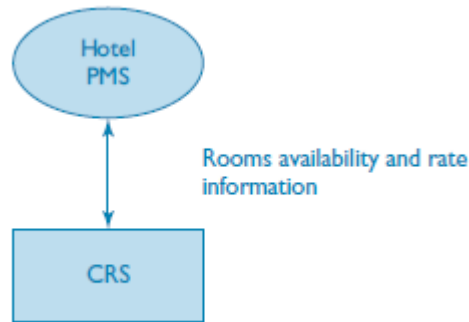 Hotel
PMS
Rooms availability and rate
information
CRS